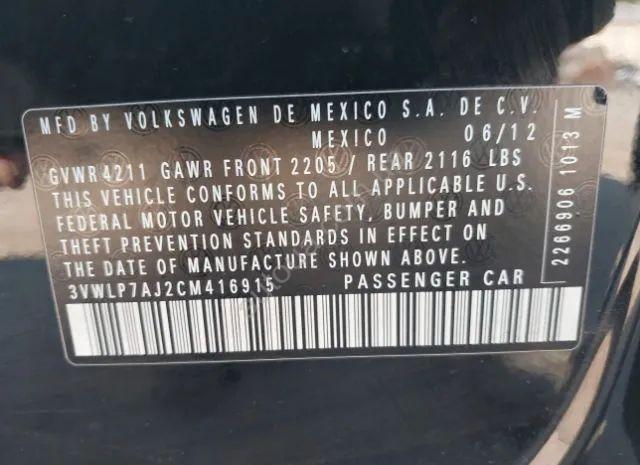 MFD BY VOLKSWAGEN DE MEXICO S.A. DE C.V.
MEXICO 06/12
GVWR4211 GAWR FRONT 2205 / REAR 2116 LBS
THIS VEHICLE CONFORMS TO ALL APPLICABLE U.S.
FEDERAL MOTOR VEHICLE SAFETY, BUMPER AND
THEFT PREVENTION STANDARDS IN EFFECT ON
THE DATE OF MANUFACTURE SHOWN ABOVE.
3VWLP7AJ2CM416915 PASSENGER CAR
2266906 1013 M